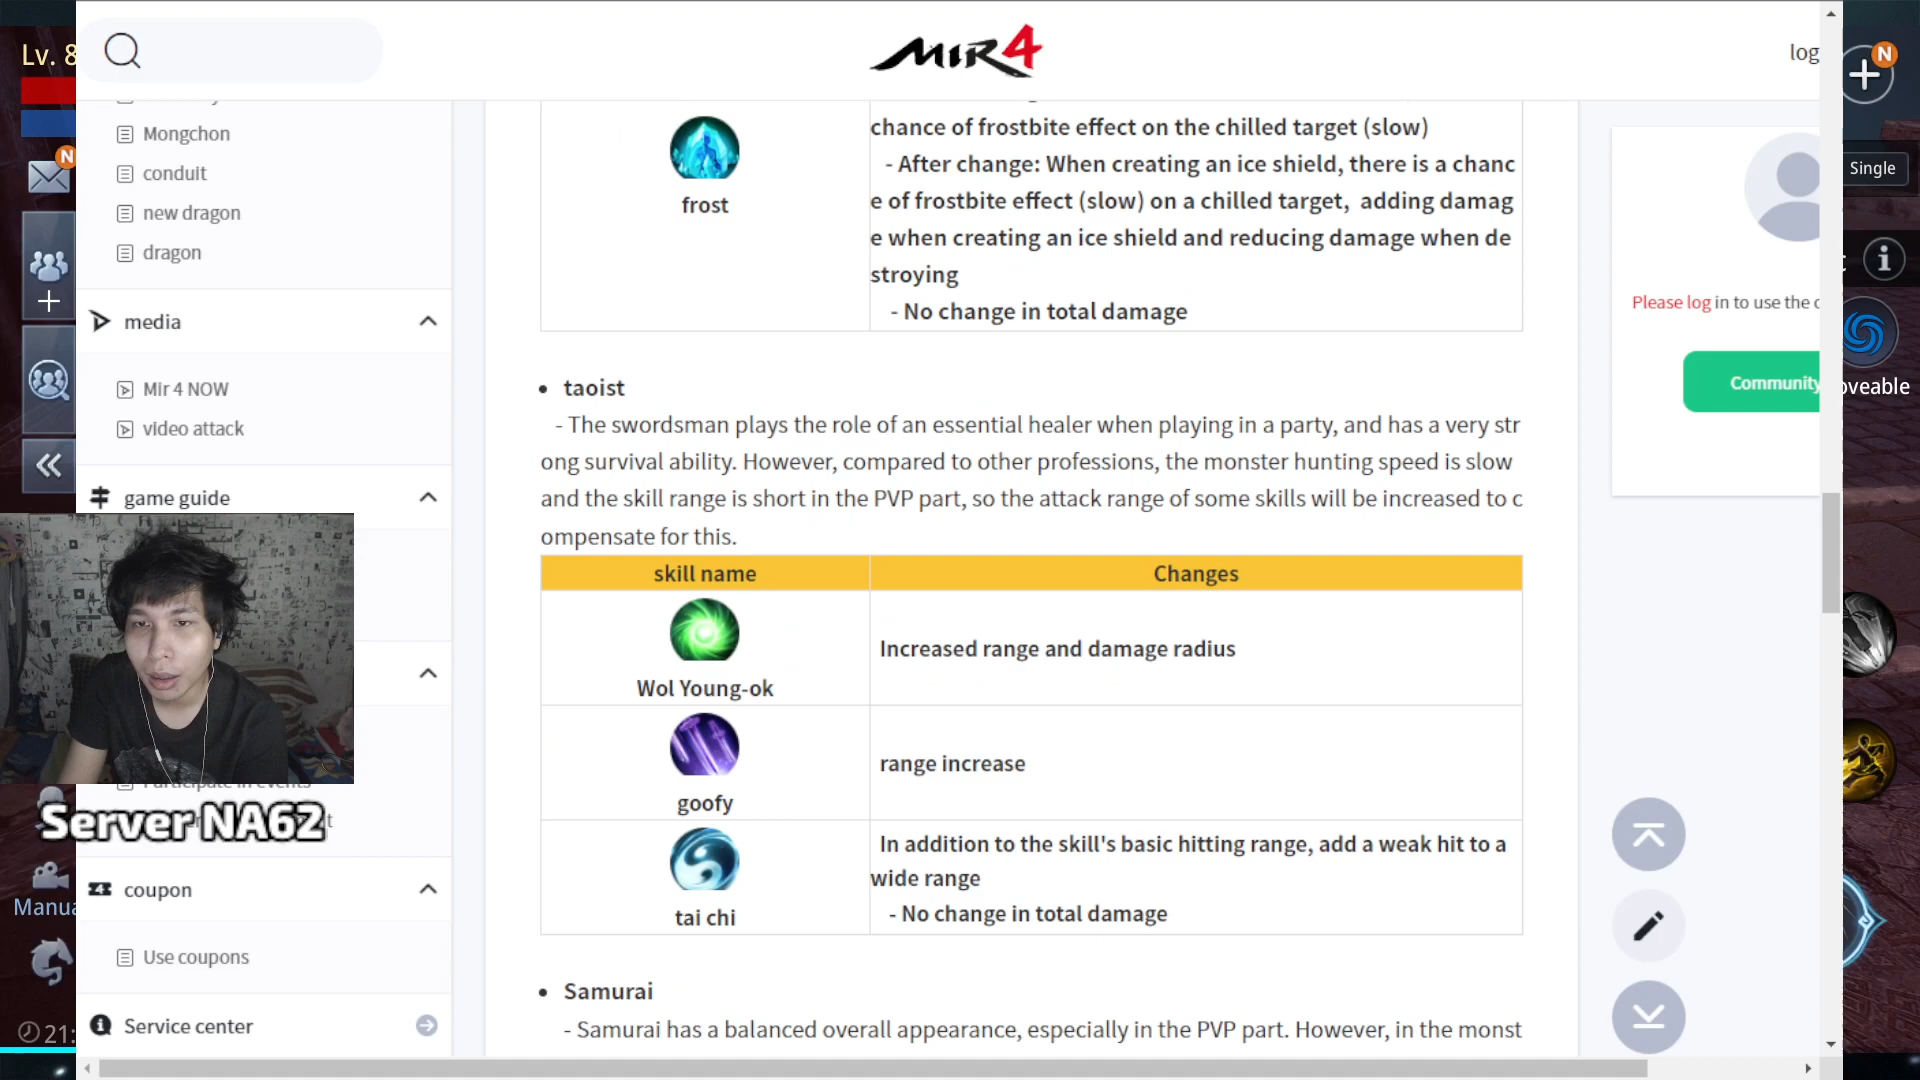 Lv. 8
MIR4
log
N
N
Mongchon
conduit
new dragon
dragon
media
Mir 4 NOW
video attack
game guide
Participate in events
Server NA62
t
coupon
Use coupons
Service center
Manua
21:
chance of frostbite effect on the chilled target (slow)
- After change: When creating an ice shield, there is a chanc
e of frostbite effect (slow) on a chilled target, adding damag
e when creating an ice shield and reducing damage when de
stroying
- No change in total damage
frost
• taoist
- The swordsman plays the role of an essential healer when playing in a party, and has a very str
ong survival ability. However, compared to other professions, the monster hunting speed is slow
and the skill range is short in the PVP part, so the attack range of some skills will be increased to c
ompensate for this.
skill name Changes
Wol Young-ok
Increased range and damage radius
goofy
range increase
tai chi
In addition to the skill's basic hitting range, add a weak hit to a
wide range
- No change in total damage
• Samurai
- Samurai has a balanced overall appearance, especially in the PVP part. However, in the monst
Please log in to use the c
Community
Single
oveable